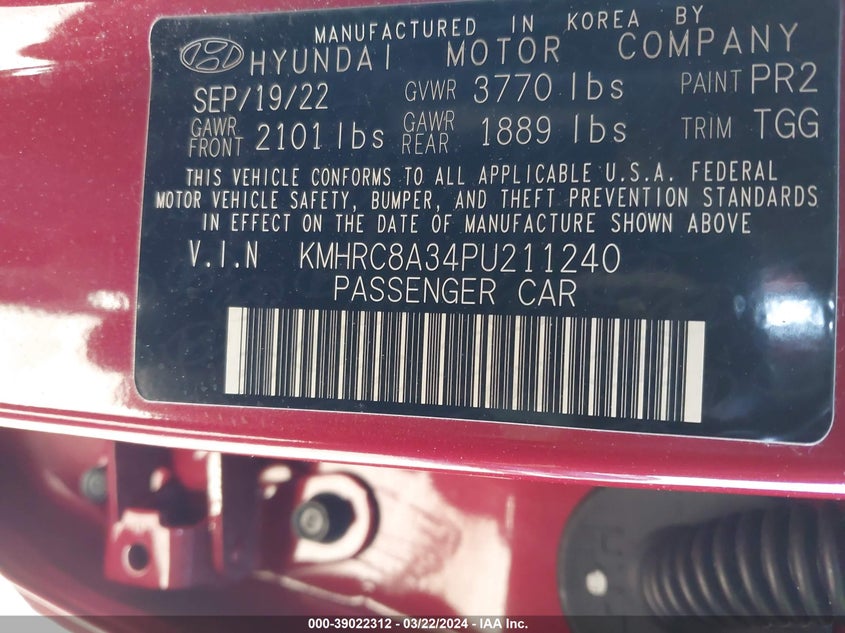 MANUFACTURED IN KOREA BY
HYUNDAI MOTOR COMPANY
SEP/19/22 GVWR 3770 lbs PAINT PR2
GAWR FRONT 2101 lbs GAWR REAR 1889 lbs TRIM TGG
THIS VEHICLE CONFORMS TO ALL APPLICABLE U.S.A. FEDERAL
MOTOR VEHICLE SAFETY, BUMPER, AND THEFT PREVENTION STANDARDS
IN EFFECT ON THE DATE OF MANUFACTURE SHOWN ABOVE
V.I.N KMHRC8A34PU211240
PASSENGER CAR
000-39022312 - 03/22/2024 - IAA Inc.